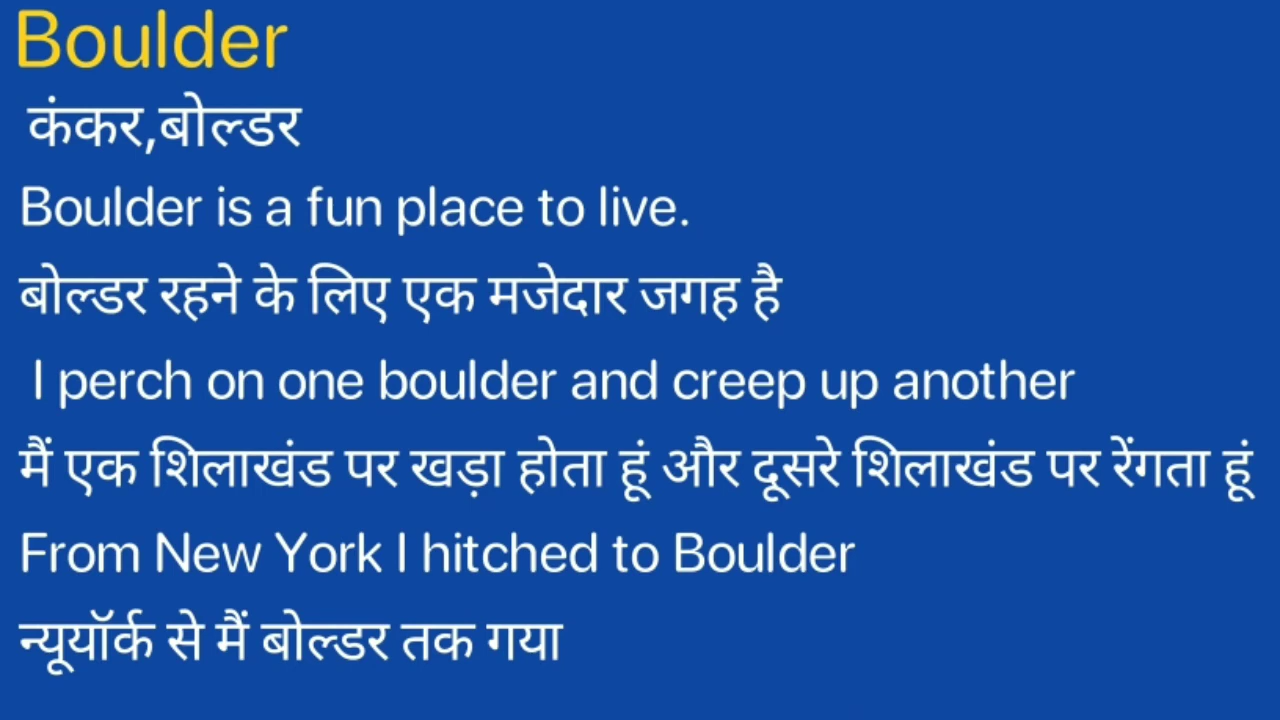 Boulder
कंकर,बोल्डर
Boulder is a fun place to live.
बोल्डर रहने के लिए एक मजेदार जगह है
I perch on one boulder and creep up another
मैं एक शिलाखंड पर खड़ा होता हूं और दूसरे शिलाखंड पर रेंगता हूं
From New York I hitched to Boulder
न्यूयॉर्क से मैं बोल्डर तक गया